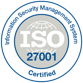 Information Security Management System
ISO
27001
Certified